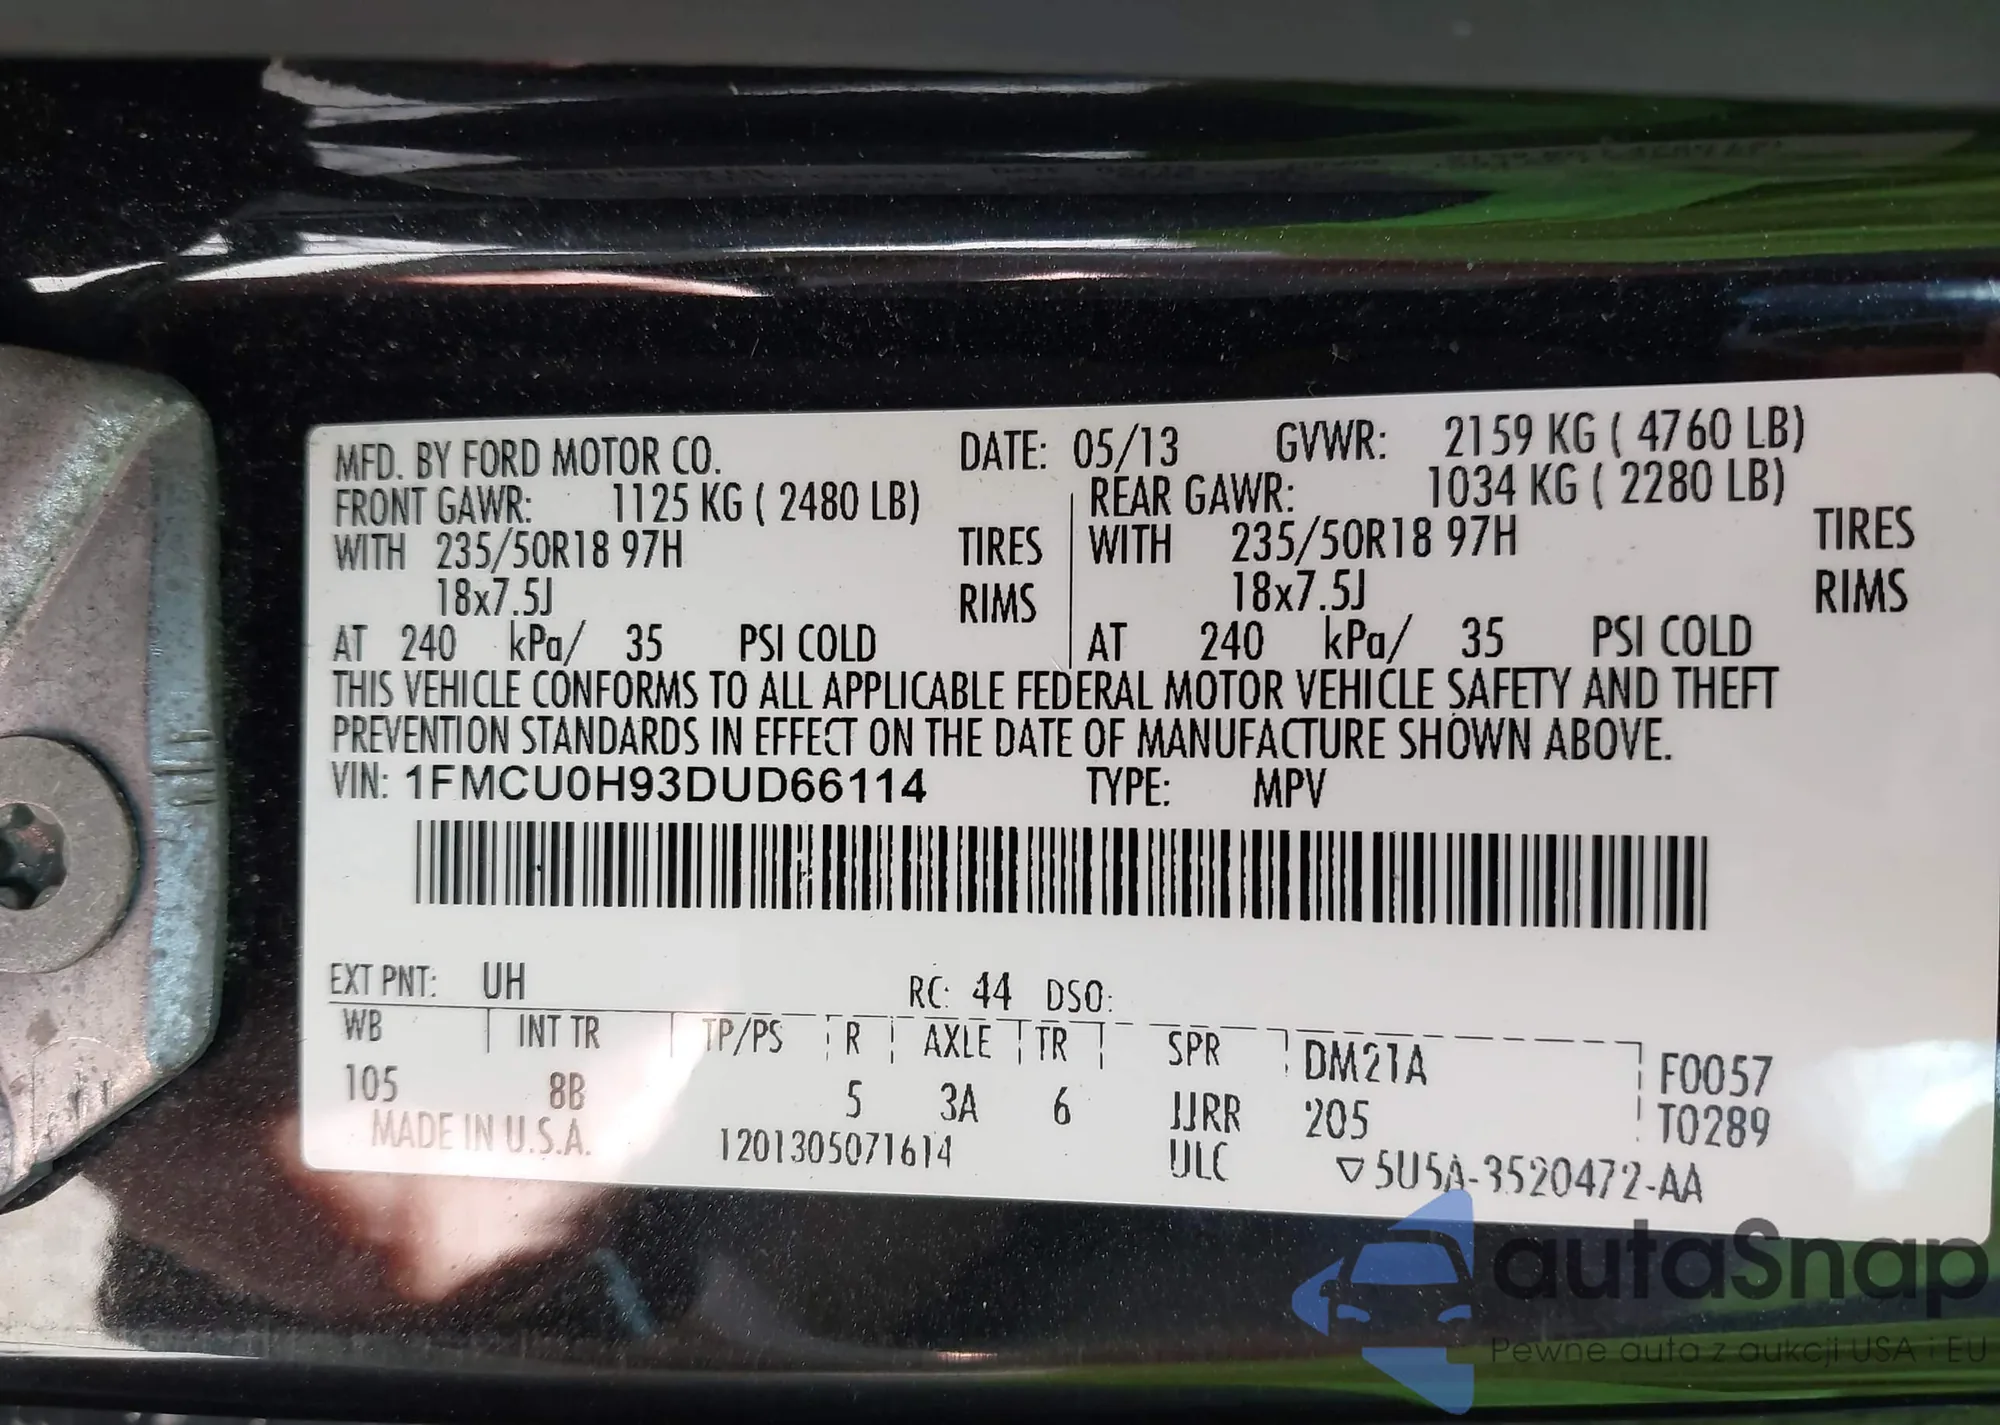 MFD. BY FORD MOTOR CO. DATE: 05/13 GVWR: 2159 KG ( 4760 LB)
FRONT GAWR: 1125 KG ( 2480 LB) REAR GAWR: 1034 KG ( 2280 LB)
WITH 235/50R18 97H TIRES WITH 235/50R18 97H TIRES
18x7.5J RIMS 18x7.5J RIMS
AT 240 kPa/ 35 PSI COLD AT 240 kPa/ 35 PSI COLD
THIS VEHICLE CONFORMS TO ALL APPLICABLE FEDERAL MOTOR VEHICLE SAFETY AND THEFT
PREVENTION STANDARDS IN EFFECT ON THE DATE OF MANUFACTURE SHOWN ABOVE.
VIN: 1FMCU0H93DUD66114 TYPE: MPV
EXT PNT: UH RC: 44 DSO:
WB INT TR TP/PS R AXLE TR SPR DM21A F0057
105 8B 5 3A 6 JJRR 205 T0289
MADE IN U.S.A. 1201305071614 ULC ▽5U5A-3520472-AA
autaSnap
Pewne auta z aukcji USA i EU